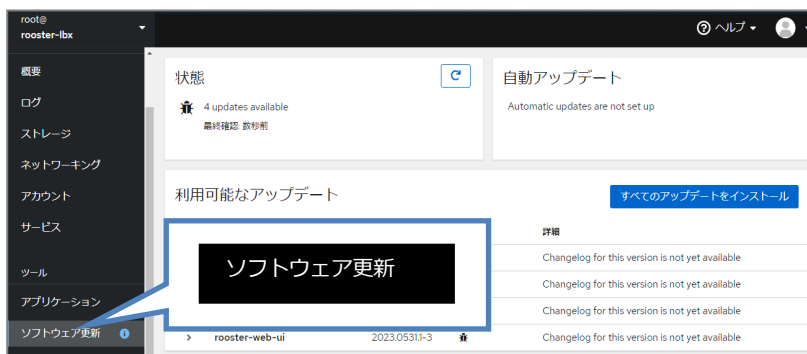 root@
rooster-lbx
ヘルプ
概要
ログ
ストレージ
ネットワーキング
アカウント
サービス
ツール
アプリケーション
ソフトウェア更新
状態
4 updates available
最終確認: 数秒前
自動アップデート
Automatic updates are not set up
利用可能なアップデート
すべてのアップデートをインストール
詳細
Changelog for this version is not yet available
Changelog for this version is not yet available
Changelog for this version is not yet available
rooster-web-ui 2023.0531.1-3 Changelog for this version is not yet available
ソフトウェア更新